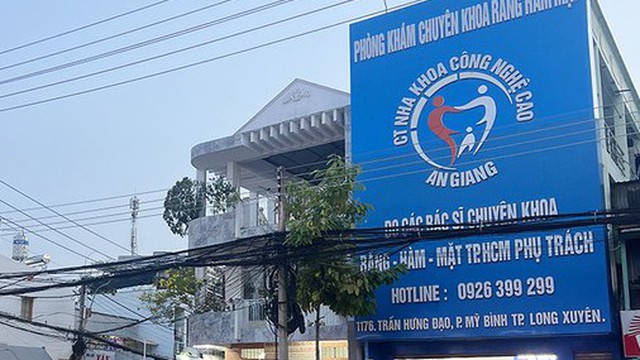 PHÒNG KHÁM CHUYÊN KHOA RĂNG HÀM
CT NHA KHOA CÔNG NGHỆ CAO
AN GIANG
DO CÁC BÁC SĨ CHUYÊN KHOA
RĂNG - HÀM - MẶT TP.HCM PHỤ TRÁCH
HOTLINE : 0926 399 299
1176. TRẦN HƯNG ĐẠO, P. MỸ BÌNH TP. LONG XUYÊN.